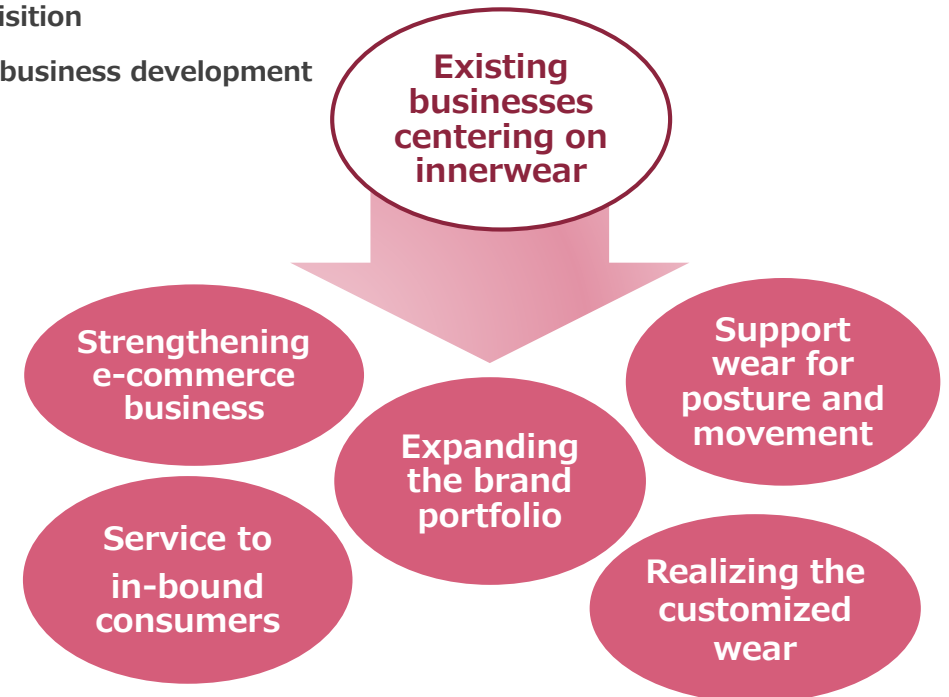 isition
business development
Existing
businesses
centering on
innerwear
Strengthening
e-commerce
business
Support
wear for
posture and
movement
Expanding
the brand
portfolio
Service to
in-bound
consumers
Realizing the
customized
wear